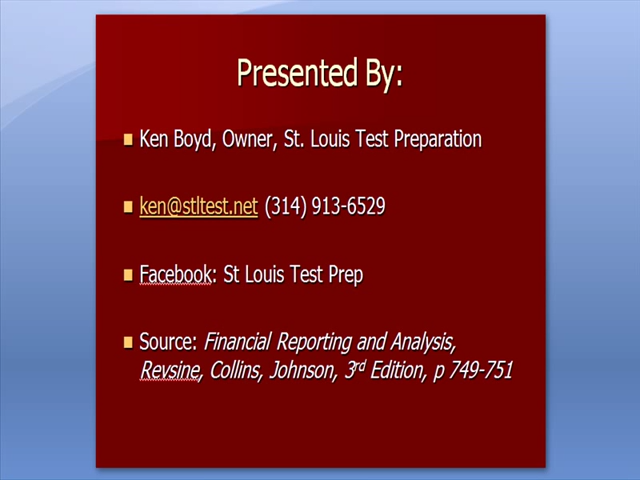 Presented By:
Ken Boyd, Owner, St. Louis Test Preparation
ken@stltest.net (314) 913-6529
Facebook: St Louis Test Prep
Source: Financial Reporting and Analysis,
Revsine, Collins, Johnson, 3rd Edition, p 749-751